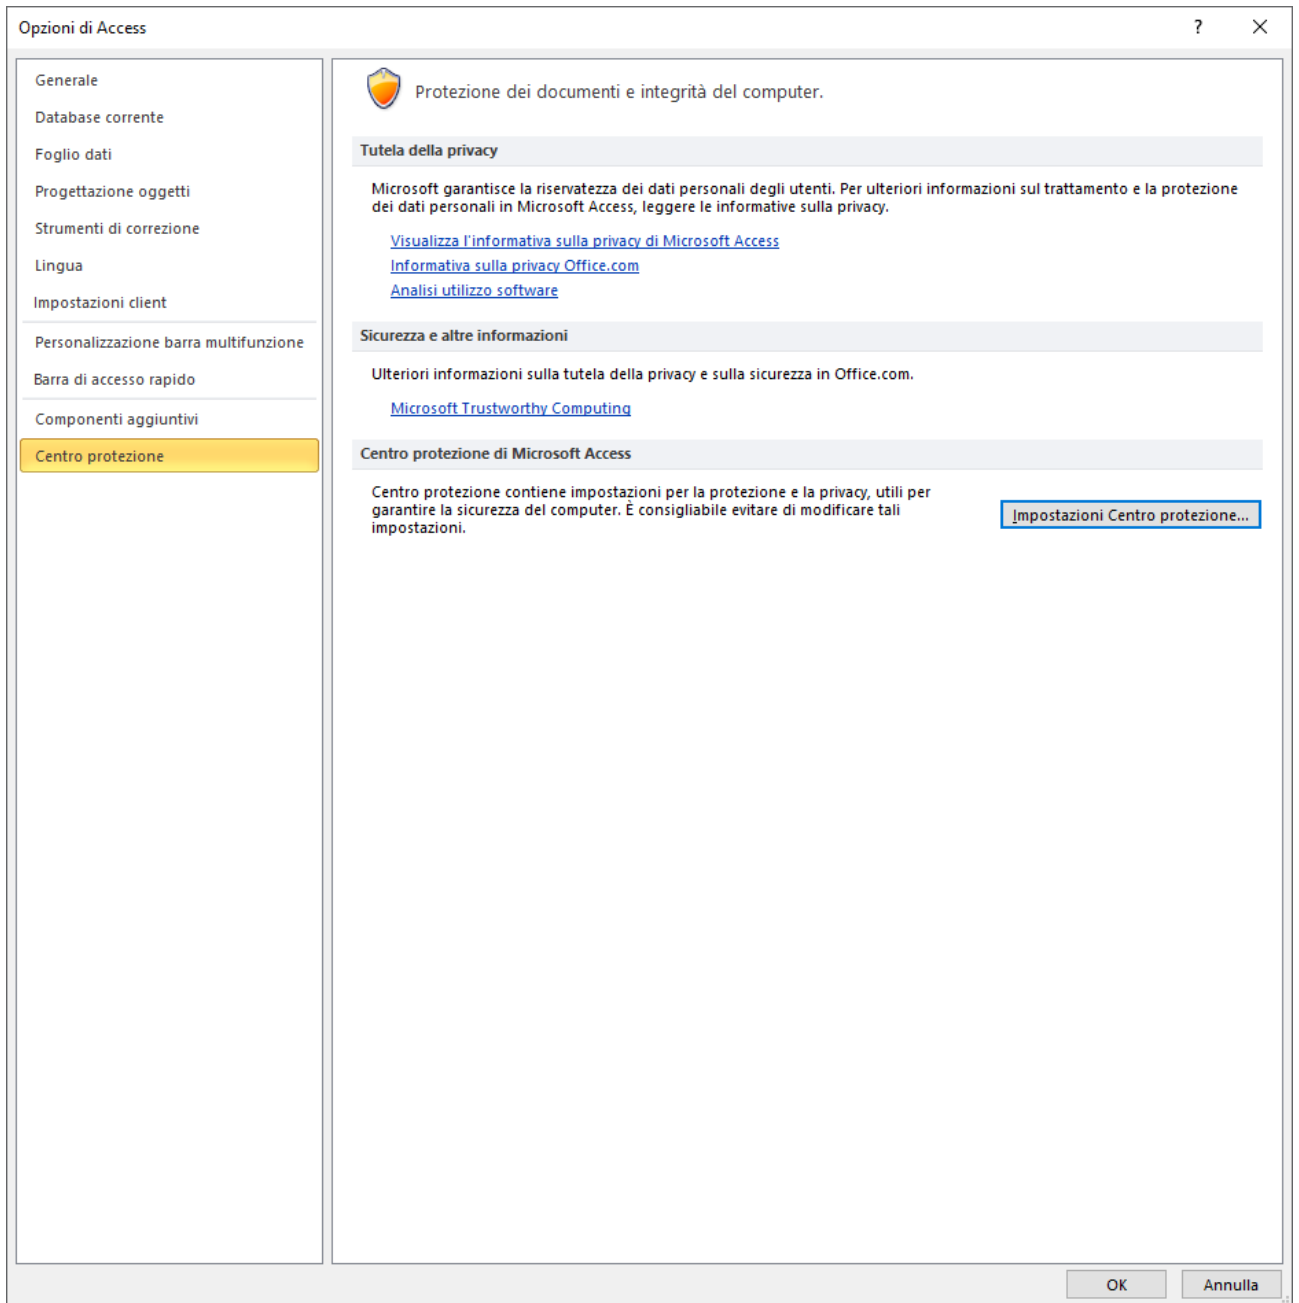 Opzioni di Access
?
Generale
Database corrente
Foglio dati
Progettazione oggetti
Strumenti di correzione
Lingua
Impostazioni client
Personalizzazione barra multifunzione
Barra di accesso rapido
Componenti aggiuntivi
Centro protezione
Protezione dei documenti e integrità del computer.
Tutela della privacy
Microsoft garantisce la riservatezza dei dati personali degli utenti. Per ulteriori informazioni sul trattamento e la protezione
dei dati personali in Microsoft Access, leggere le informative sulla privacy.
Visualizza l'informativa sulla privacy di Microsoft Access
Informativa sulla privacy Office.com
Analisi utilizzo software
Sicurezza e altre informazioni
Ulteriori informazioni sulla tutela della privacy e sulla sicurezza in Office.com.
Microsoft Trustworthy Computing
Centro protezione di Microsoft Access
Centro protezione contiene impostazioni per la protezione e la privacy, utili per
garantire la sicurezza del computer. È consigliabile evitare di modificare tali
impostazioni.
Impostazioni Centro protezione...
OK
Annulla